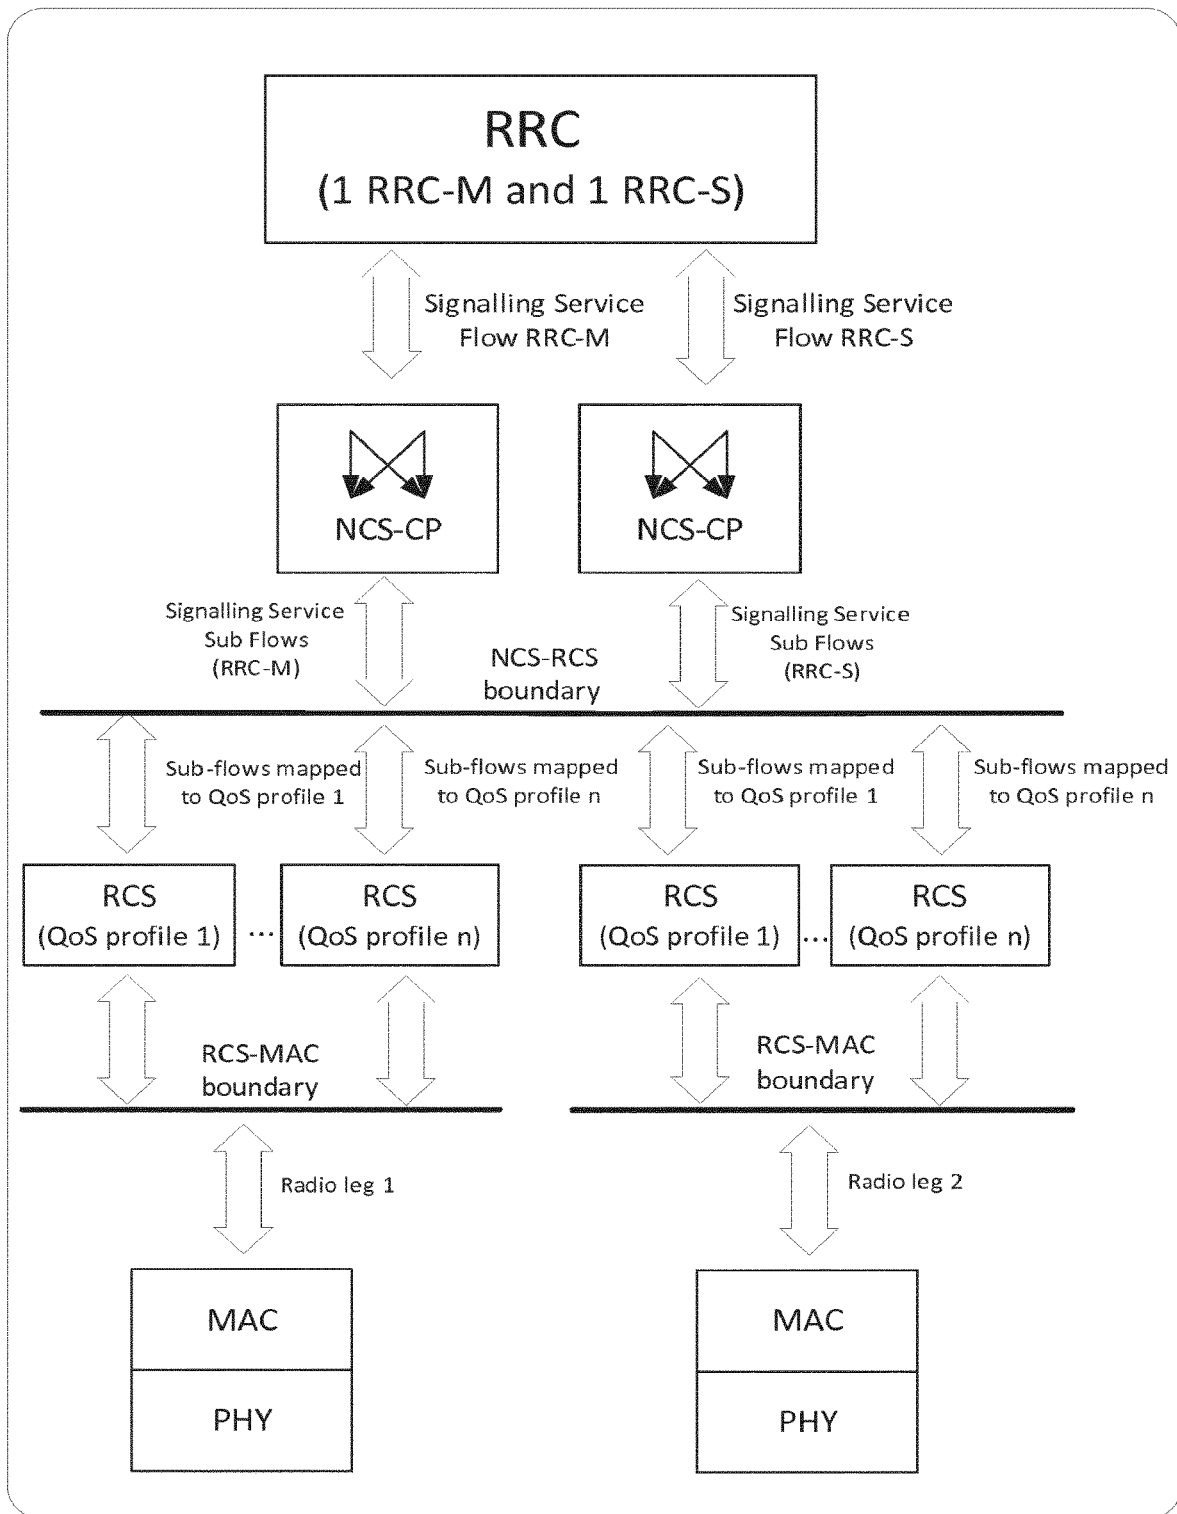 RRC
(1 RRC-M and 1 RRC-S)
Signalling Service
Flow RRC-M
Signalling Service
Flow RRC-S
NCS-CP
NCS-CP
Signalling Service
Sub Flows
(RRC-M)
NCS-RCS
boundary
Signalling Service
Sub Flows
(RRC-S)
Sub-flows mapped
to QoS profile 1
Sub-flows mapped
to QoS profile n
Sub-flows mapped
to QoS profile 1
Sub-flows mapped
to QoS profile n
RCS
(QoS profile 1)
...
RCS
(QoS profile n)
RCS
(QoS profile 1)
...
RCS
(QoS profile n)
RCS-MAC
boundary
RCS-MAC
boundary
Radio leg 1
Radio leg 2
MAC
PHY
MAC
PHY